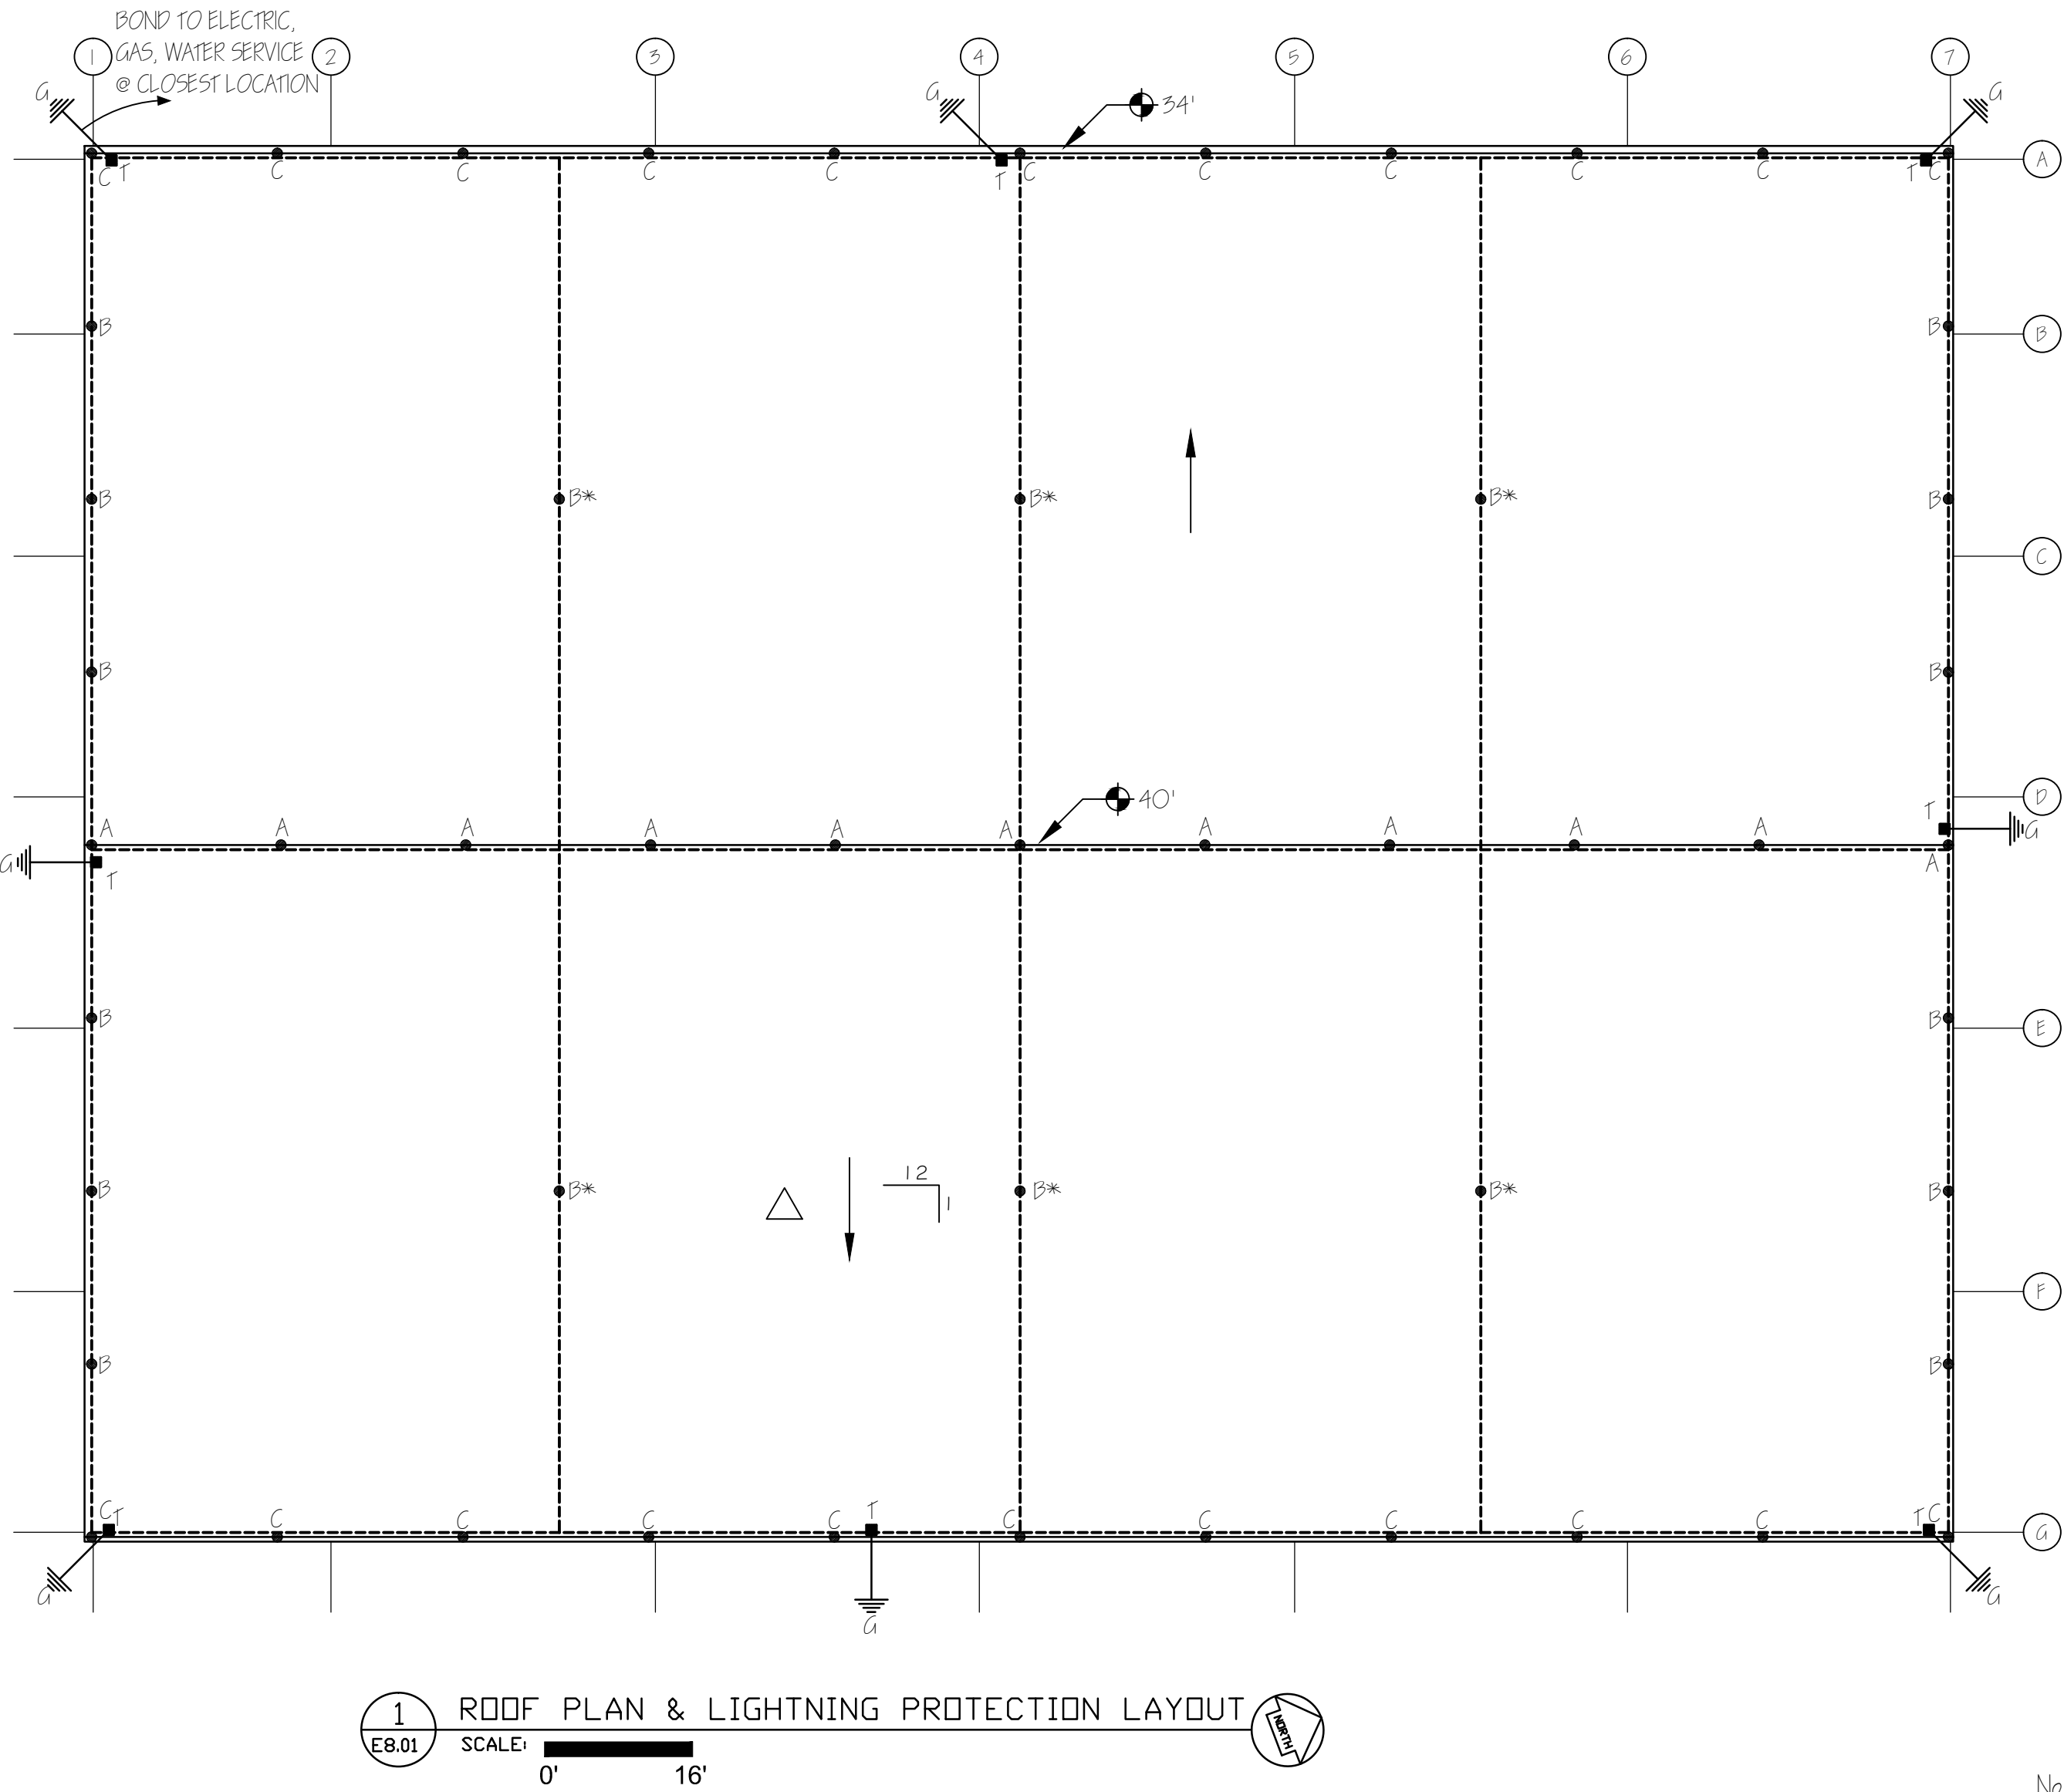 BOND TO ELECTRIC,
GAS, WATER SERVICE
@ CLOSEST LOCATION
1 2 3 4 5 6 7
G G G
34'
A
C T C C C C T C C C C C T C
B B B
B B* B* B* B C
B B
40' D
T
A A A A A A A A A A G
G A
T
B B E
12
B B* B* B* B
1
F
B B
T
C T C C C C C C C C C T C
G
G G
G
1 ROOF PLAN & LIGHTNING PROTECTION LAYOUT
E8.01 SCALE: NORTH
0' 16'